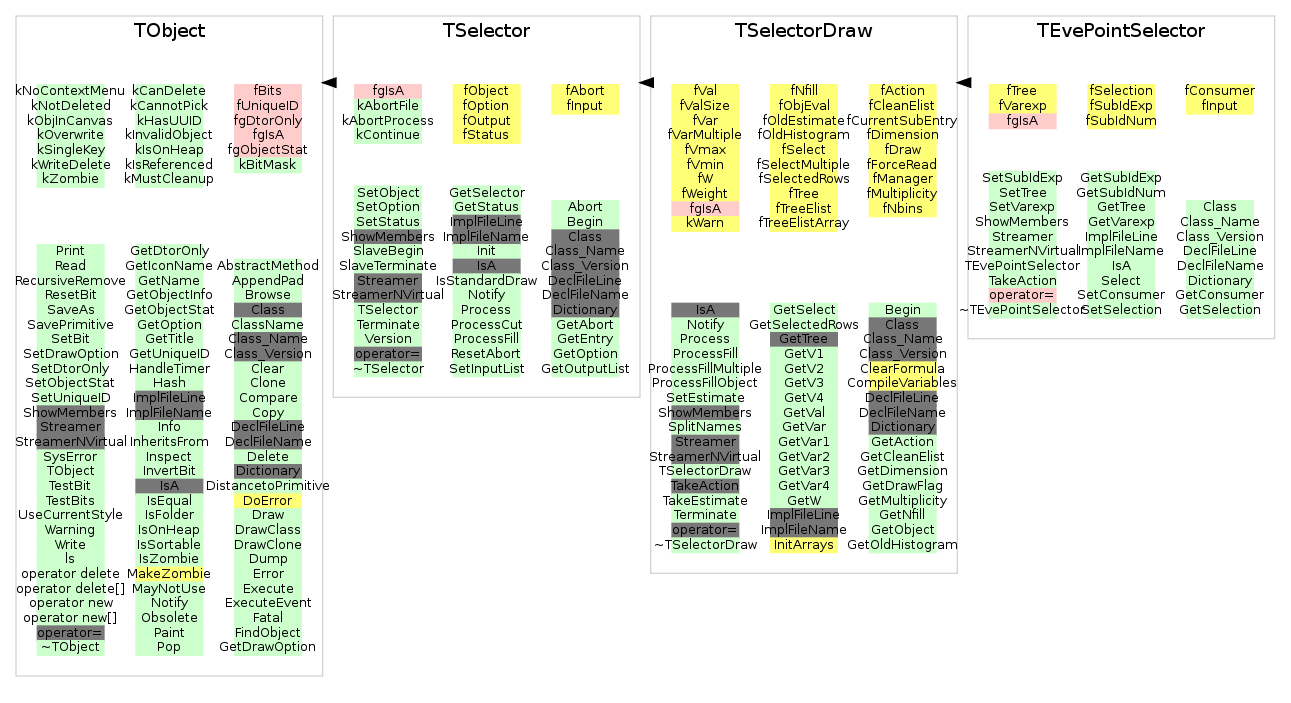 TObject
kNoContextMenu
kNotDeleted
kObjInCanvas
kOverwrite
kSingleKey
kWriteDelete
kZombie
kCanDelete
kCannotPick
kHasUUID
kInvalidObject
kIsOnHeap
kIsReferenced
kMustCleanup
fBits
fUniqueID
fgDtorOnly
fgIsA
fgObjectStat
kBitMask
Print
Read
RecursiveRemove
ResetBit
SaveAs
SavePrimitive
SetBit
SetDrawOption
SetDtorOnly
SetObjectStat
SetUniqueID
ShowMembers
Streamer
StreamerNVirtual
SysError
TObject
TestBit
TestBits
UseCurrentStyle
Warning
Write
ls
operator delete
operator delete[]
operator new
operator new[]
operator=
~TObject
GetDtorOnly
GetIconName
GetName
GetObjectInfo
GetObjectStat
GetOption
GetTitle
GetUniqueID
HandleTimer
Hash
ImplFileLine
ImplFileName
Info
InheritsFrom
Inspect
InvertBit
IsA
IsEqual
IsFolder
IsOnHeap
IsSortable
IsZombie
MakeZombie
MayNotUse
Notify
Obsolete
Paint
Pop
AbstractMethod
AppendPad
Browse
Class
ClassName
Class_Name
Class_Version
Clear
Clone
Compare
Copy
DeclFileLine
DeclFileName
Delete
Dictionary
DistancetoPrimitive
DoError
Draw
DrawClass
DrawClone
Dump
Error
Execute
ExecuteEvent
Fatal
FindObject
GetDrawOption
TSelector
fgIsA
kAbortFile
kAbortProcess
kContinue
fObject
fOption
fOutput
fStatus
fAbort
fInput
SetObject
SetOption
SetStatus
ShowMembers
SlaveBegin
SlaveTerminate
Streamer
StreamerNVirtual
TSelector
Terminate
Version
operator=
~TSelector
GetSelector
GetStatus
ImplFileLine
ImplFileName
Init
IsA
IsStandardDraw
Notify
Process
ProcessCut
ProcessFill
ResetAbort
SetInputList
Abort
Begin
Class
Class_Name
Class_Version
DeclFileLine
DeclFileName
Dictionary
GetAbort
GetEntry
GetOption
GetOutputList
TSelectorDraw
fVal
fValSize
fVar
fVarMultiple
fVmax
fVmin
fW
fWeight
fgIsA
kWarn
fNfill
fObjEval
fOldEstimate
fOldHistogram
fSelect
fSelectMultiple
fSelectedRows
fTree
fTreeElist
fTreeElistArray
fAction
fCleanElist
fCurrentSubEntry
fDimension
fDraw
fForceRead
fManager
fMultiplicity
fNbins
IsA
Notify
Process
ProcessFill
ProcessFillMultiple
ProcessFillObject
SetEstimate
ShowMembers
SplitNames
Streamer
StreamerNVirtual
TSelectorDraw
TakeAction
TakeEstimate
Terminate
operator=
~TSelectorDraw
GetSelect
GetSelectedRows
GetTree
GetV1
GetV2
GetV3
GetV4
GetVal
GetVar
GetVar1
GetVar2
GetVar3
GetVar4
GetW
ImplFileLine
ImplFileName
InitArrays
Begin
Class
Class_Name
Class_Version
ClearFormula
CompileVariables
DeclFileLine
DeclFileName
Dictionary
GetAction
GetCleanElist
GetDimension
GetDrawFlag
GetMultiplicity
GetNfill
GetObject
GetOldHistogram
TEvePointSelector
fTree
fVarexp
fgIsA
fSelection
fSubIdExp
fSubIdNum
fConsumer
fInput
SetSubIdExp
SetTree
SetVarexp
ShowMembers
Streamer
StreamerNVirtual
TEvePointSelector
TakeAction
operator=
~TEvePointSelector
GetSubIdExp
GetSubIdNum
GetTree
GetVarexp
ImplFileLine
ImplFileName
IsA
Select
SetConsumer
SetSelection
Class
Class_Name
Class_Version
DeclFileLine
DeclFileName
Dictionary
GetConsumer
GetSelection